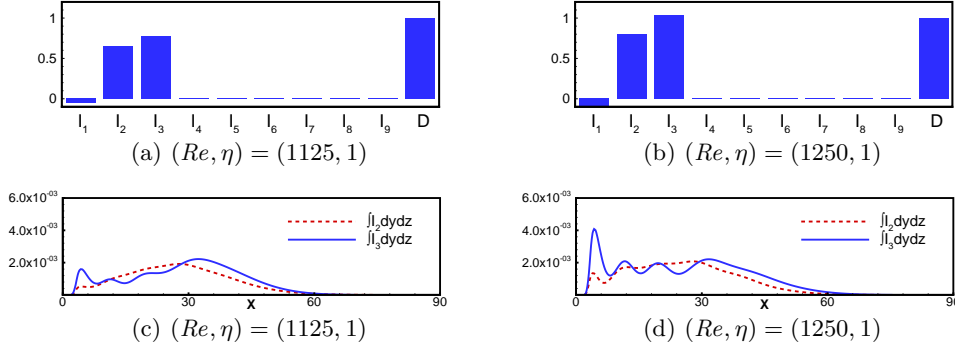 1
0.5
0
I₁ I₂ I₃ I₄ I₅ I₆ I₇ I₈ I₉ D
(a) (Re, η) = (1125, 1)
1
0.5
0
I₁ I₂ I₃ I₄ I₅ I₆ I₇ I₈ I₉ D
(b) (Re, η) = (1250, 1)
6.0x10⁻⁰³
4.0x10⁻⁰³
2.0x10⁻⁰³
∫I₂dydz
∫I₃dydz
0 30 60 90
x
(c) (Re, η) = (1125, 1)
6.0x10⁻⁰³
4.0x10⁻⁰³
2.0x10⁻⁰³
∫I₂dydz
∫I₃dydz
0 30 60 90
x
(d) (Re, η) = (1250, 1)